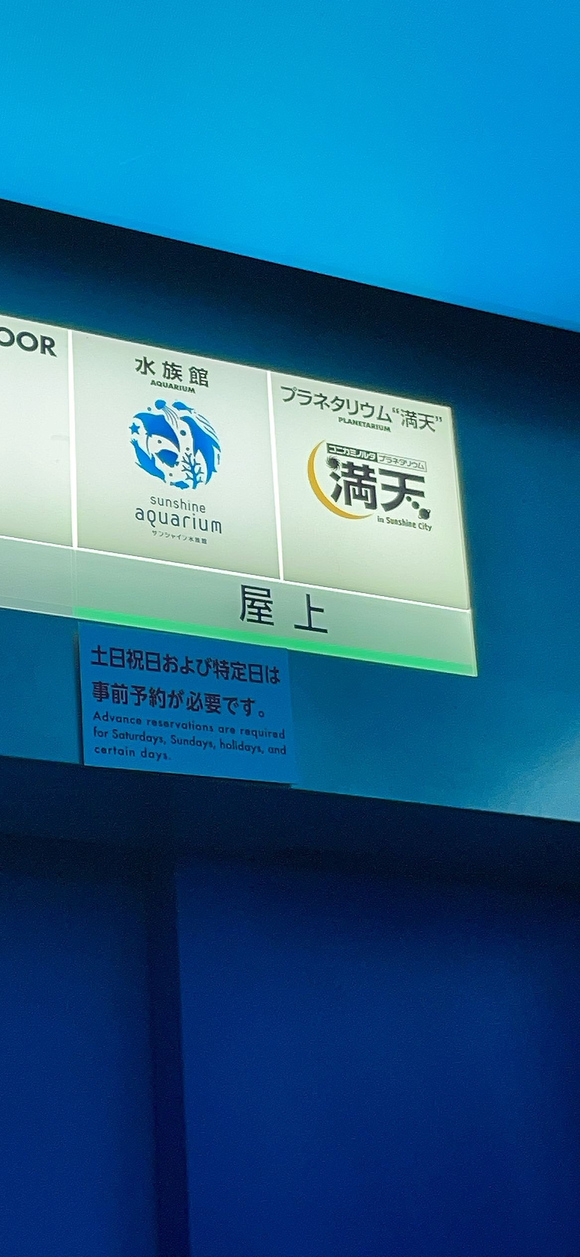 OOR
水族館
AQUARIUM
sunshine
aquarium
サンシャイン水族館
プラネタリウム“満天”
PLANETARIUM
コニカミノルタ プラネタリウム
満天
in Sunshine City
屋上
土日祝日および特定日は
事前予約が必要です。
Advance reservations are required
for Saturdays, Sundays, holidays, and
certain days.